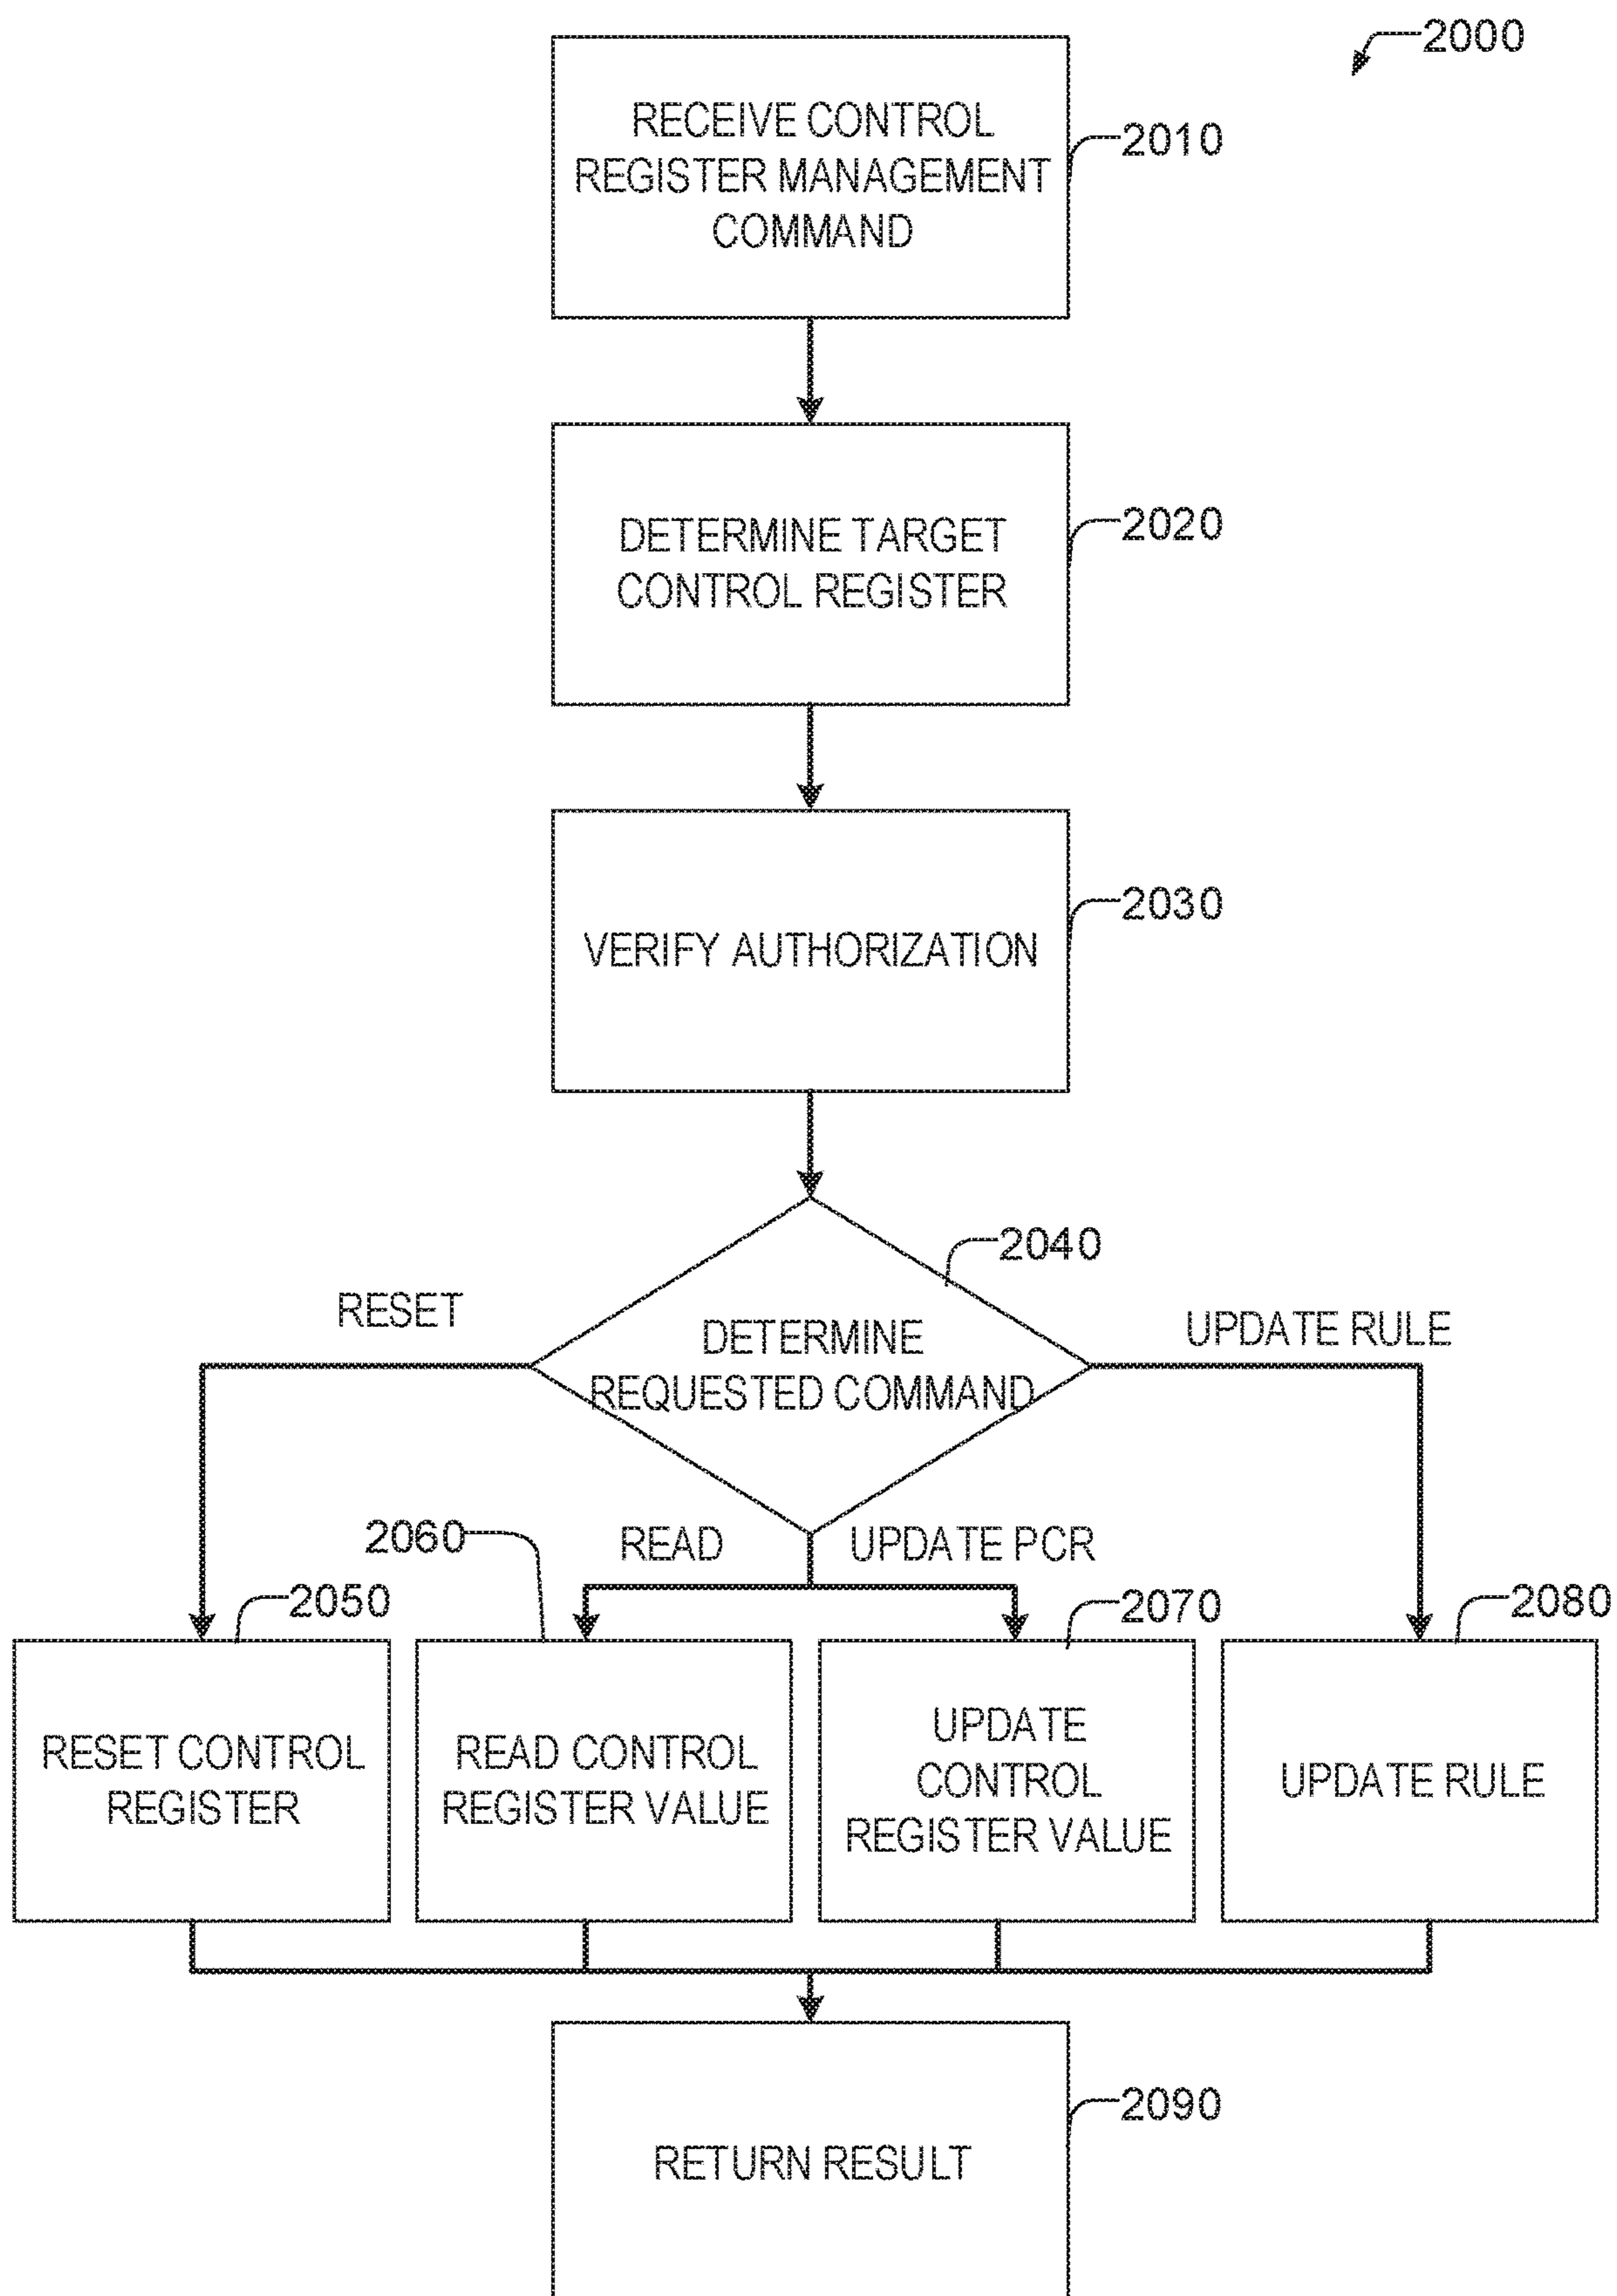 2000
RECEIVE CONTROL
REGISTER MANAGEMENT
COMMAND
2010
DETERMINE TARGET
CONTROL REGISTER
2020
VERIFY AUTHORIZATION
2030
2040
RESET
DETERMINE
REQUESTED COMMAND
UPDATE RULE
2060
READ
UPDATE PCR
2050
2070
2080
RESET CONTROL
REGISTER
READ CONTROL
REGISTER VALUE
UPDATE
CONTROL
REGISTER VALUE
UPDATE RULE
2090
RETURN RESULT